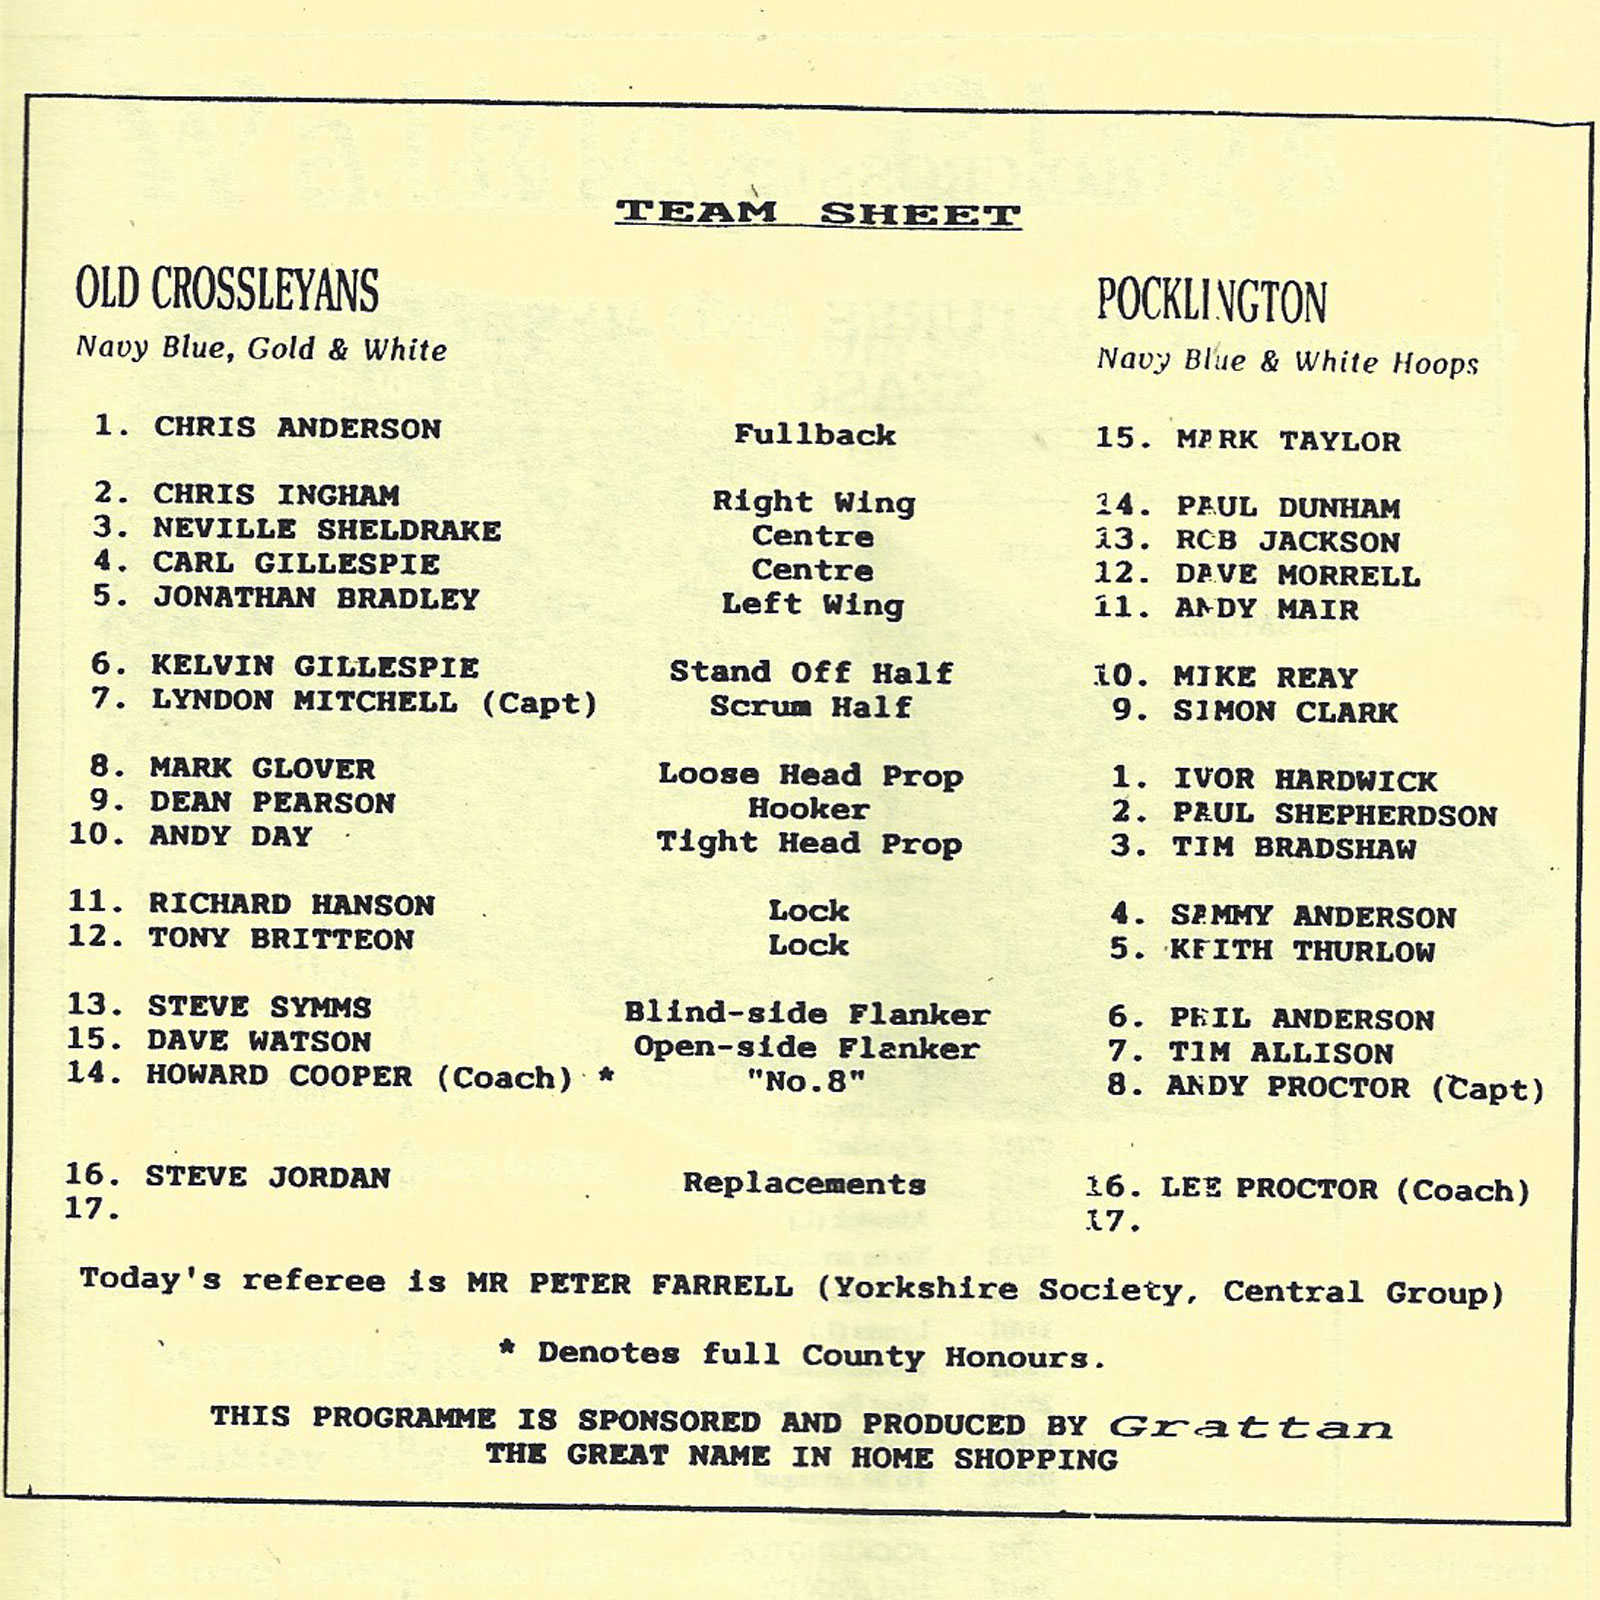 TEAM SHEET
OLD CROSSLEYANS POCKLINGTON
Navy Blue, Gold & White Navy Blue & White Hoops
1. CHRIS ANDERSON Fullback 15. MARK TAYLOR
2. CHRIS INGHAM Right Wing 14. PAUL DUNHAM
3. NEVILLE SHELDRAKE Centre 13. ROB JACKSON
4. CARL GILLESPIE Centre 12. DAVE MORRELL
5. JONATHAN BRADLEY Left Wing 11. ANDY MAIR
6. KELVIN GILLESPIE Stand Off Half 10. MIKE REAY
7. LYNDON MITCHELL (Capt) Scrum Half 9. SIMON CLARK
8. MARK GLOVER Loose Head Prop 1. IVOR HARDWICK
9. DEAN PEARSON Hooker 2. PAUL SHEPHERDSON
10. ANDY DAY Tight Head Prop 3. TIM BRADSHAW
11. RICHARD HANSON Lock 4. SAMMY ANDERSON
12. TONY BRITTEON Lock 5. KEITH THURLOW
13. STEVE SYMMS Blind-side Flanker 6. PHIL ANDERSON
15. DAVE WATSON Open-side Flanker 7. TIM ALLISON
14. HOWARD COOPER (Coach) * "No.8" 8. ANDY PROCTOR (Capt)
16. STEVE JORDAN Replacements 16. LEE PROCTOR (Coach)
17. 17.
Today's referee is MR PETER FARRELL (Yorkshire Society, Central Group)
* Denotes full County Honours.
THIS PROGRAMME IS SPONSORED AND PRODUCED BY Grattan
THE GREAT NAME IN HOME SHOPPING